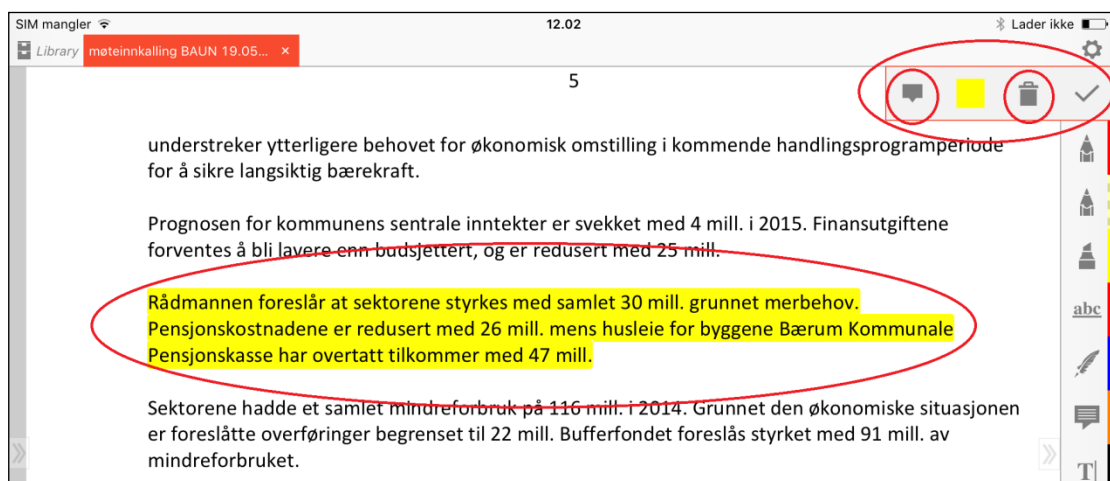 SIM mangler 12.02 Lader ikke
Library møteinnkalling BAUN 19.05... ×
5
understreker ytterligere behovet for økonomisk omstilling i kommende handlingsprogramperiode
for å sikre langsiktig bærekraft.
Prognosen for kommunens sentrale inntekter er svekket med 4 mill. i 2015. Finansutgiftene
forventes å bli lavere enn budsjettert, og er redusert med 25 mill.
Rådmannen foreslår at sektorene styrkes med samlet 30 mill. grunnet merbehov.
Pensjonskostnadene er redusert med 26 mill. mens husleie for byggene Bærum Kommunale
Pensjonskasse har overtatt tilkommer med 47 mill.
abc
Sektorene hadde et samlet mindreforbruk på 116 mill. i 2014. Grunnet den økonomiske situasjonen
er foreslåtte overføringer begrenset til 22 mill. Bufferfondet foreslås styrket med 91 mill. av
mindreforbruket.
T